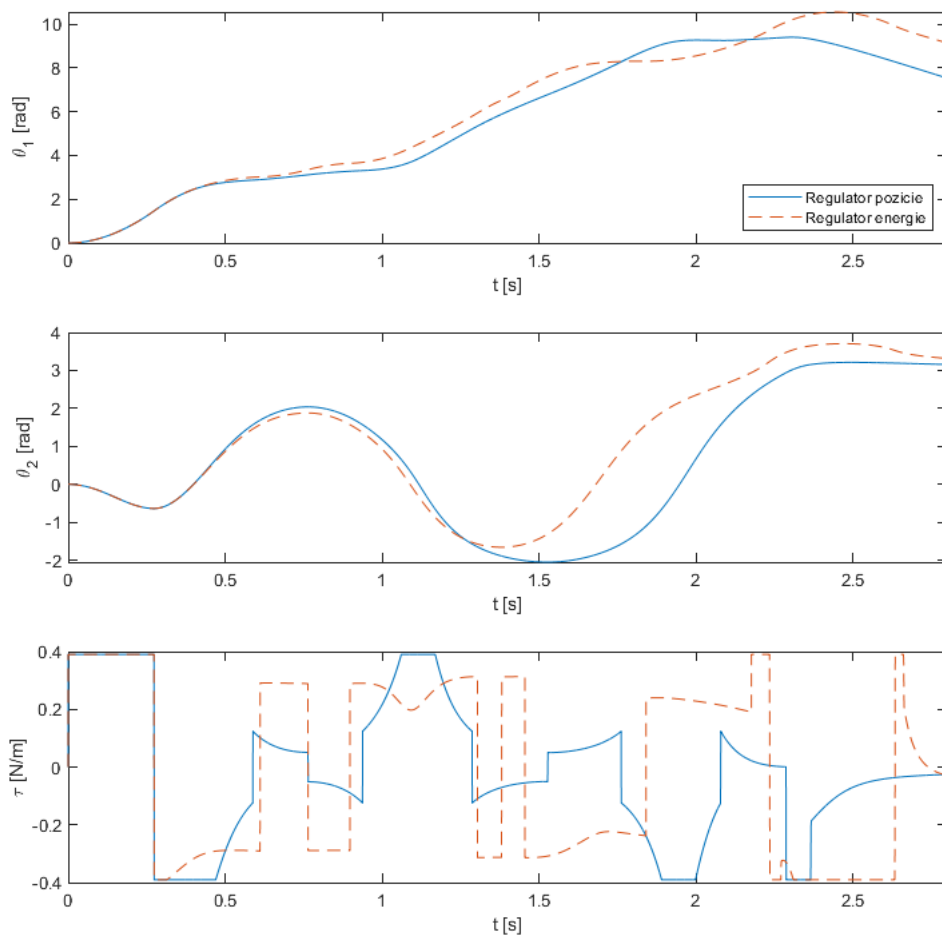 10
8
6
4
2
0
θ1 [rad]
Regulator pozicie
Regulator energie
0 0.5 1 1.5 2 2.5
t [s]
4
3
2
1
0
-1
-2
θ2 [rad]
0 0.5 1 1.5 2 2.5
t [s]
0.4
0.2
0
-0.2
-0.4
τ [N/m]
0 0.5 1 1.5 2 2.5
t [s]